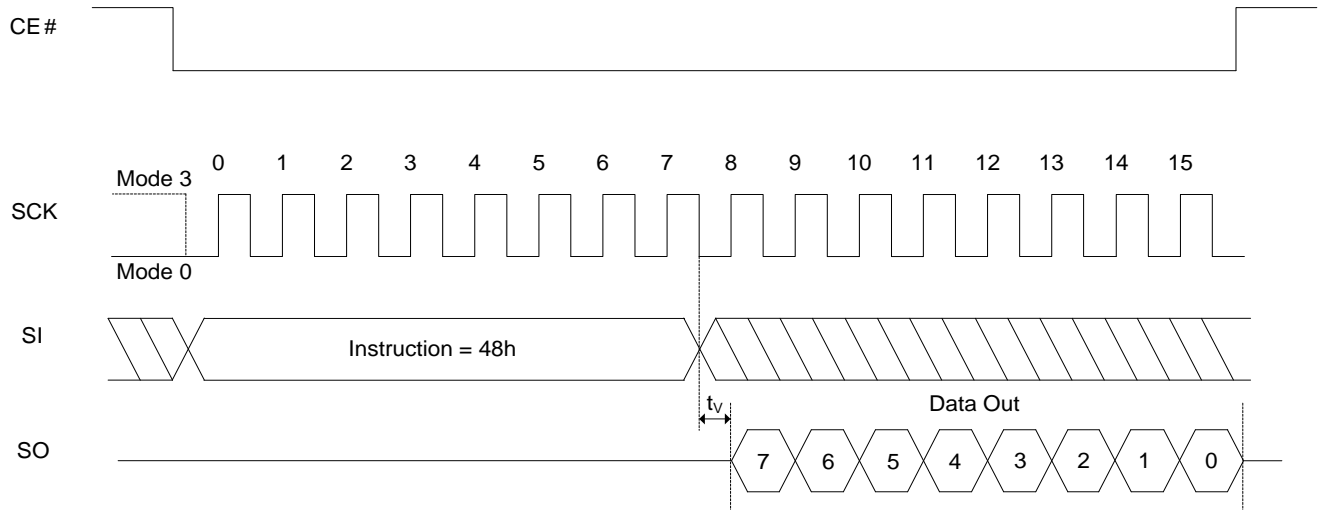 CE #
0 1 2 3 4 5 6 7 8 9 10 11 12 13 14 15
Mode 3
SCK
Mode 0
SI
Instruction = 48h
tV
Data Out
SO
7 6 5 4 3 2 1 0